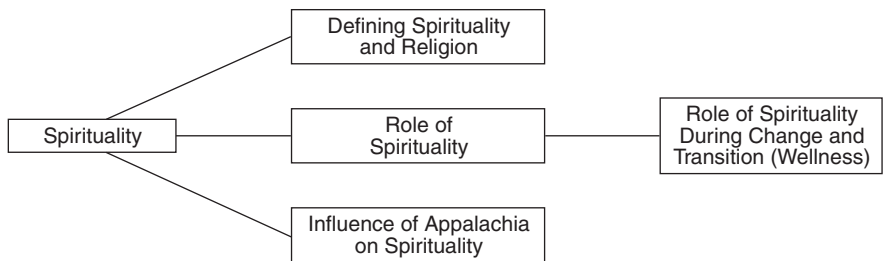 Defining Spirituality
and Religion
Spirituality
Role of
Spirituality
Role of Spirituality
During Change and
Transition (Wellness)
Influence of Appalachia
on Spirituality